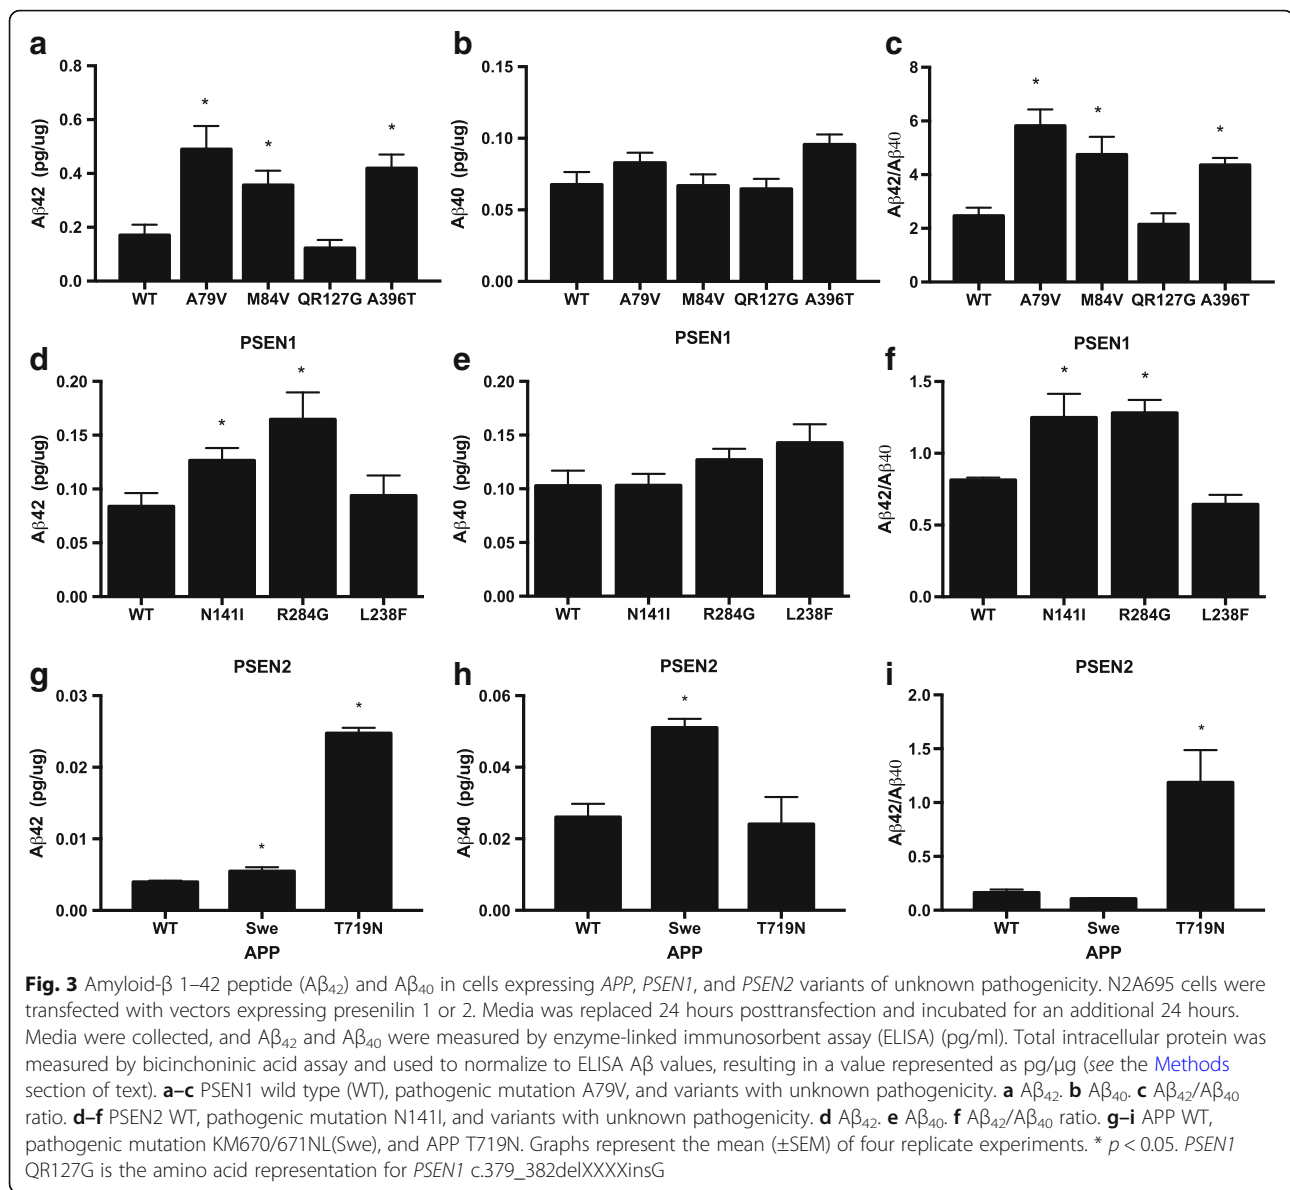 a
b
c
0.8
0.6
0.4
0.2
0.0
Aβ42 (pg/ug)
*
*
*
WT A79V M84V QR127G A396T
PSEN1
0.15
0.10
0.05
0.00
Aβ40 (pg/ug)
WT A79V M84V QR127G A396T
PSEN1
8
6
4
2
0
Aβ42/Aβ40
*
*
*
WT A79V M84V QR127G A396T
PSEN1
d
e
f
0.20
0.15
0.10
0.05
0.00
Aβ42 (pg/ug)
*
*
WT N141I R284G L238F
PSEN2
0.20
0.15
0.10
0.05
0.00
Aβ40 (pg/ug)
WT N141I R284G L238F
PSEN2
1.5
1.0
0.5
0.0
Aβ42/Aβ40
*
*
WT N141I R284G L238F
PSEN2
g
h
i
0.03
0.02
0.01
0.00
Aβ42 (pg/ug)
*
*
WT Swe T719N
APP
0.06
0.04
0.02
0.00
Aβ40 (pg/ug)
*
WT Swe T719N
APP
2.0
1.5
1.0
0.5
0.0
Aβ42/Aβ40
*
WT Swe T719N
APP
Fig. 3 Amyloid-β 1–42 peptide (Aβ42) and Aβ40 in cells expressing APP, PSEN1, and PSEN2 variants of unknown pathogenicity. N2A695 cells were
transfected with vectors expressing presenilin 1 or 2. Media was replaced 24 hours posttransfection and incubated for an additional 24 hours.
Media were collected, and Aβ42 and Aβ40 were measured by enzyme-linked immunosorbent assay (ELISA) (pg/ml). Total intracellular protein was
measured by bicinchoninic acid assay and used to normalize to ELISA Aβ values, resulting in a value represented as pg/μg (see the Methods
section of text). a–c PSEN1 wild type (WT), pathogenic mutation A79V, and variants with unknown pathogenicity. a Aβ42. b Aβ40. c Aβ42/Aβ40
ratio. d–f PSEN2 WT, pathogenic mutation N141I, and variants with unknown pathogenicity. d Aβ42. e Aβ40. f Aβ42/Aβ40 ratio. g–i APP WT,
pathogenic mutation KM670/671NL(Swe), and APP T719N. Graphs represent the mean (±SEM) of four replicate experiments. * p < 0.05. PSEN1
QR127G is the amino acid representation for PSEN1 c.379_382delXXXXinsG